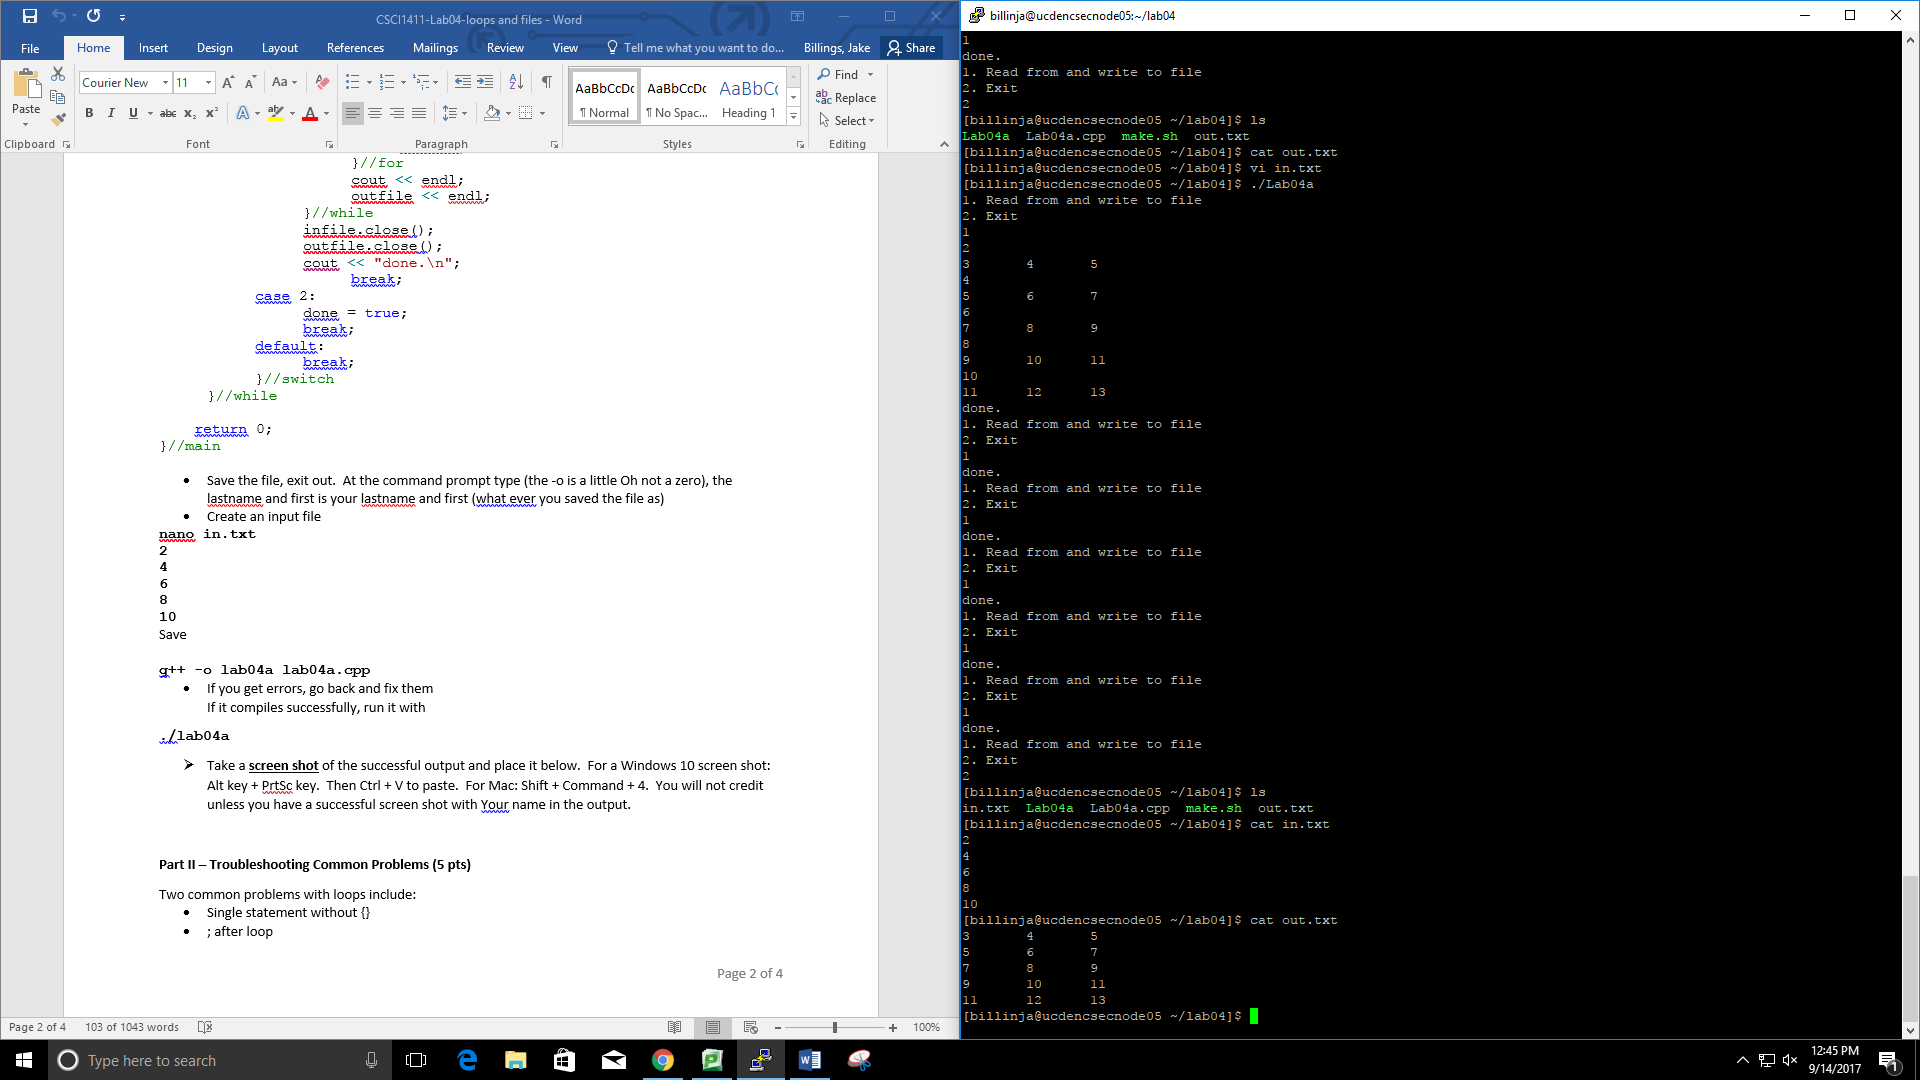 CSCI1411-Lab04-loops and files - Word
File Home Insert Design Layout References Mailings Review View Tell me what you want to do... Billings, Jake Share
Paste
Courier New 11
Aa
B I U abc x₂ x²
AaBbCcDc AaBbCcDc AaBbCc
¶ Normal ¶ No Spac... Heading 1
Find
Replace
Select
Clipboard Font Paragraph Styles Editing
}//for
cout << endl;
outfile << endl;
}//while
infile.close();
outfile.close();
cout << "done.\n";
break;
case 2:
done = true;
break;
default:
break;
}//switch
}//while
return 0;
}//main
• Save the file, exit out. At the command prompt type (the -o is a little Oh not a zero), the
lastname and first is your lastname and first (what ever you saved the file as)
• Create an input file
nano in.txt
2
4
6
8
10
Save
g++ -o lab04a lab04a.cpp
• If you get errors, go back and fix them
If it compiles successfully, run it with
./lab04a
➢ Take a screen shot of the successful output and place it below. For a Windows 10 screen shot:
Alt key + PrtSc key. Then Ctrl + V to paste. For Mac: Shift + Command + 4. You will not credit
unless you have a successful screen shot with Your name in the output.
Part II – Troubleshooting Common Problems (5 pts)
Two common problems with loops include:
• Single statement without {}
• ; after loop
Page 2 of 4
Page 2 of 4 103 of 1043 words 100%
billinja@ucdencsecnode05:~/lab04
1
done.
1. Read from and write to file
2. Exit
2
[billinja@ucdencsecnode05 ~/lab04]$ ls
Lab04a Lab04a.cpp make.sh out.txt
[billinja@ucdencsecnode05 ~/lab04]$ cat out.txt
[billinja@ucdencsecnode05 ~/lab04]$ vi in.txt
[billinja@ucdencsecnode05 ~/lab04]$ ./Lab04a
1. Read from and write to file
2. Exit
1
2
3 4 5
4
5 6 7
6
7 8 9
8
9 10 11
10
11 12 13
done.
1. Read from and write to file
2. Exit
1
done.
1. Read from and write to file
2. Exit
1
done.
1. Read from and write to file
2. Exit
1
done.
1. Read from and write to file
2. Exit
1
done.
1. Read from and write to file
2. Exit
1
done.
1. Read from and write to file
2. Exit
2
[billinja@ucdencsecnode05 ~/lab04]$ ls
in.txt Lab04a Lab04a.cpp make.sh out.txt
[billinja@ucdencsecnode05 ~/lab04]$ cat in.txt
2
4
6
8
10
[billinja@ucdencsecnode05 ~/lab04]$ cat out.txt
3 4 5
5 6 7
7 8 9
9 10 11
11 12 13
[billinja@ucdencsecnode05 ~/lab04]$
Type here to search
12:45 PM
9/14/2017
1